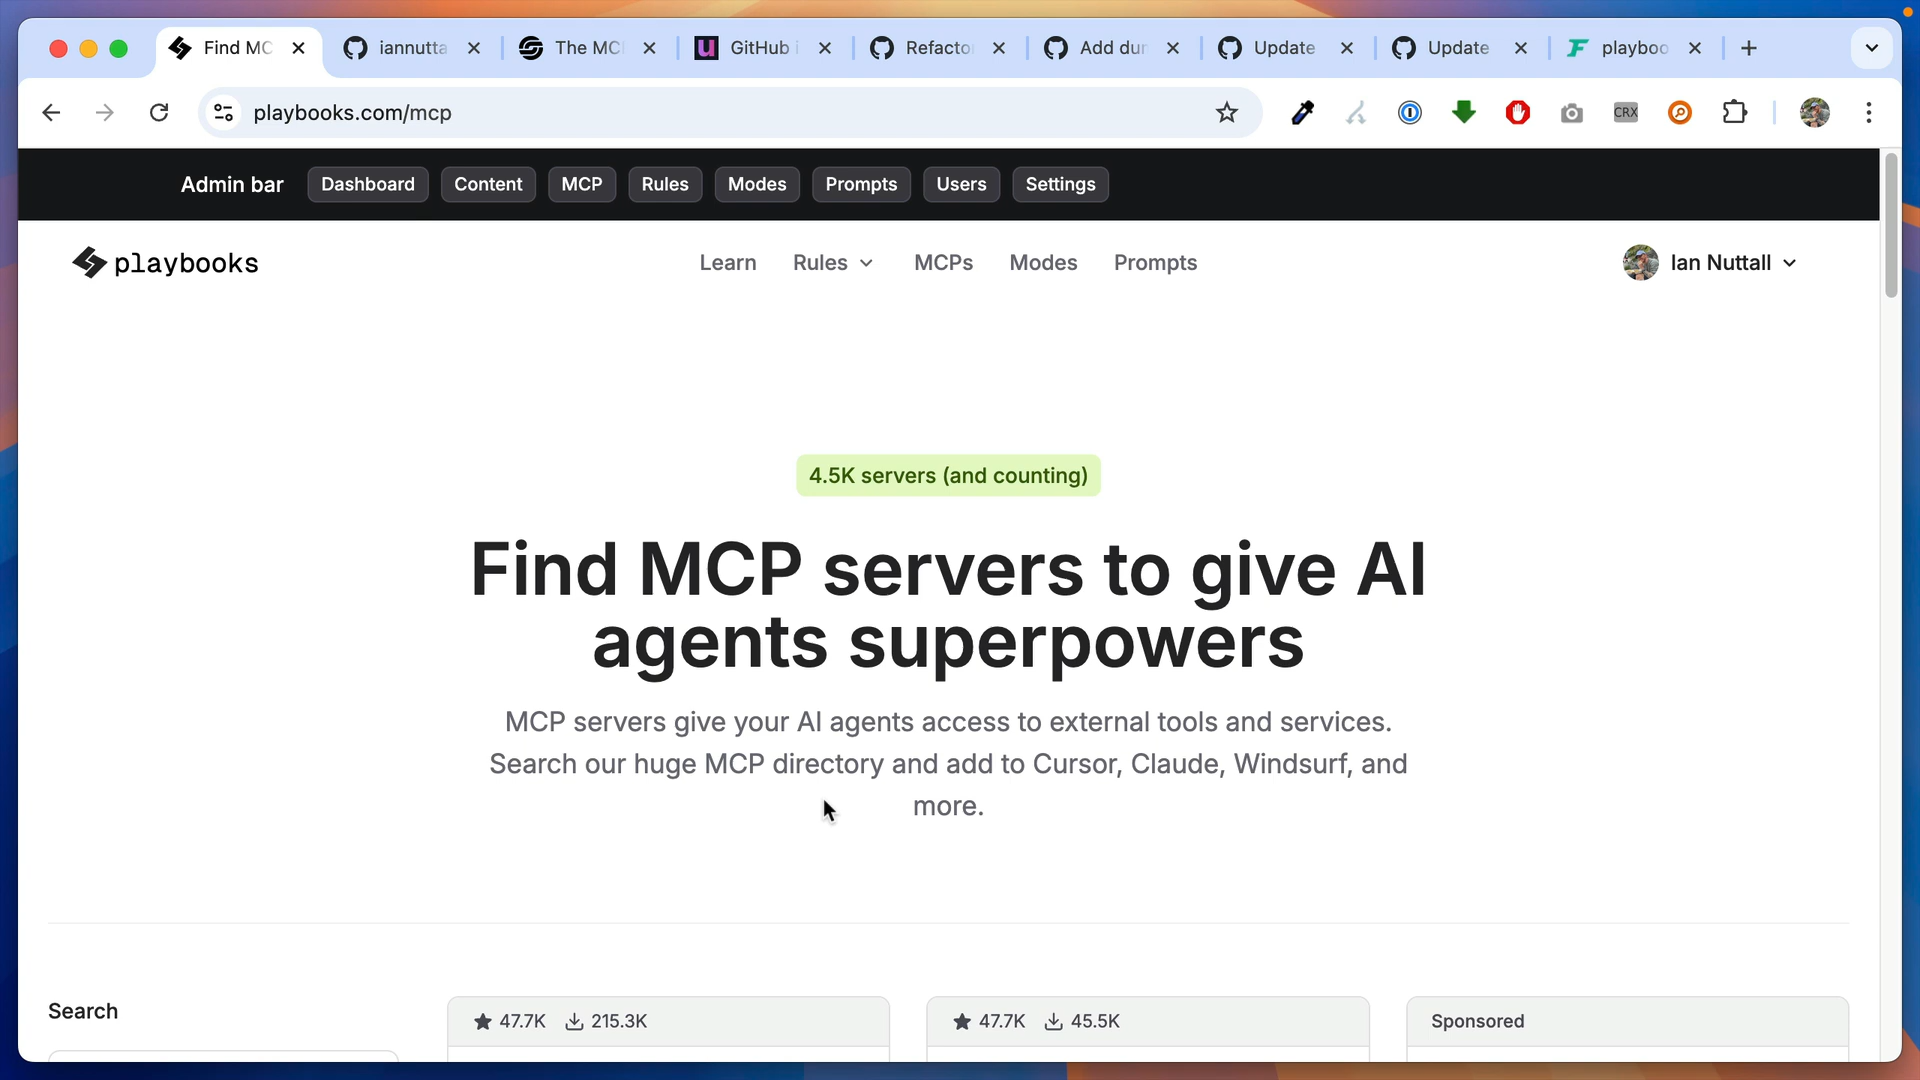 Find MC
iannutta
The MC
GitHub i
Refacto
Add dur
Update
Update
playboo
playbooks.com/mcp
CRX
Admin bar
Dashboard
Content
MCP
Rules
Modes
Prompts
Users
Settings
playbooks
Learn
Rules
MCPs
Modes
Prompts
Ian Nuttall
4.5K servers (and counting)
Find MCP servers to give AI
agents superpowers
MCP servers give your AI agents access to external tools and services.
Search our huge MCP directory and add to Cursor, Claude, Windsurf, and
more.
Search
47.7K 215.3K
47.7K 45.5K
Sponsored